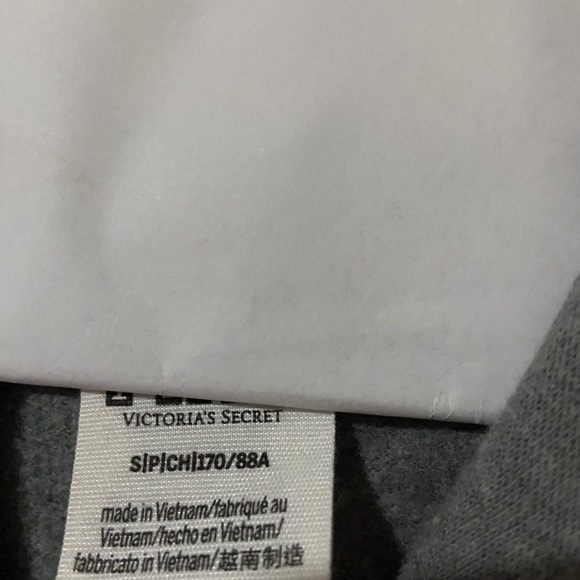 VICTORIA'S SECRET
S|P|CH|170/88A
made in Vietnam/fabriqué au
Vietnam/hecho en Vietnam/
fabbricato in Vietnam/越南制造